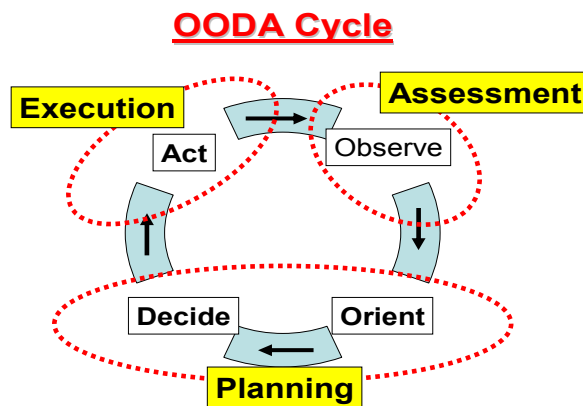 OODA Cycle
Execution
Assessment
Act
Observe
Decide
Orient
Planning